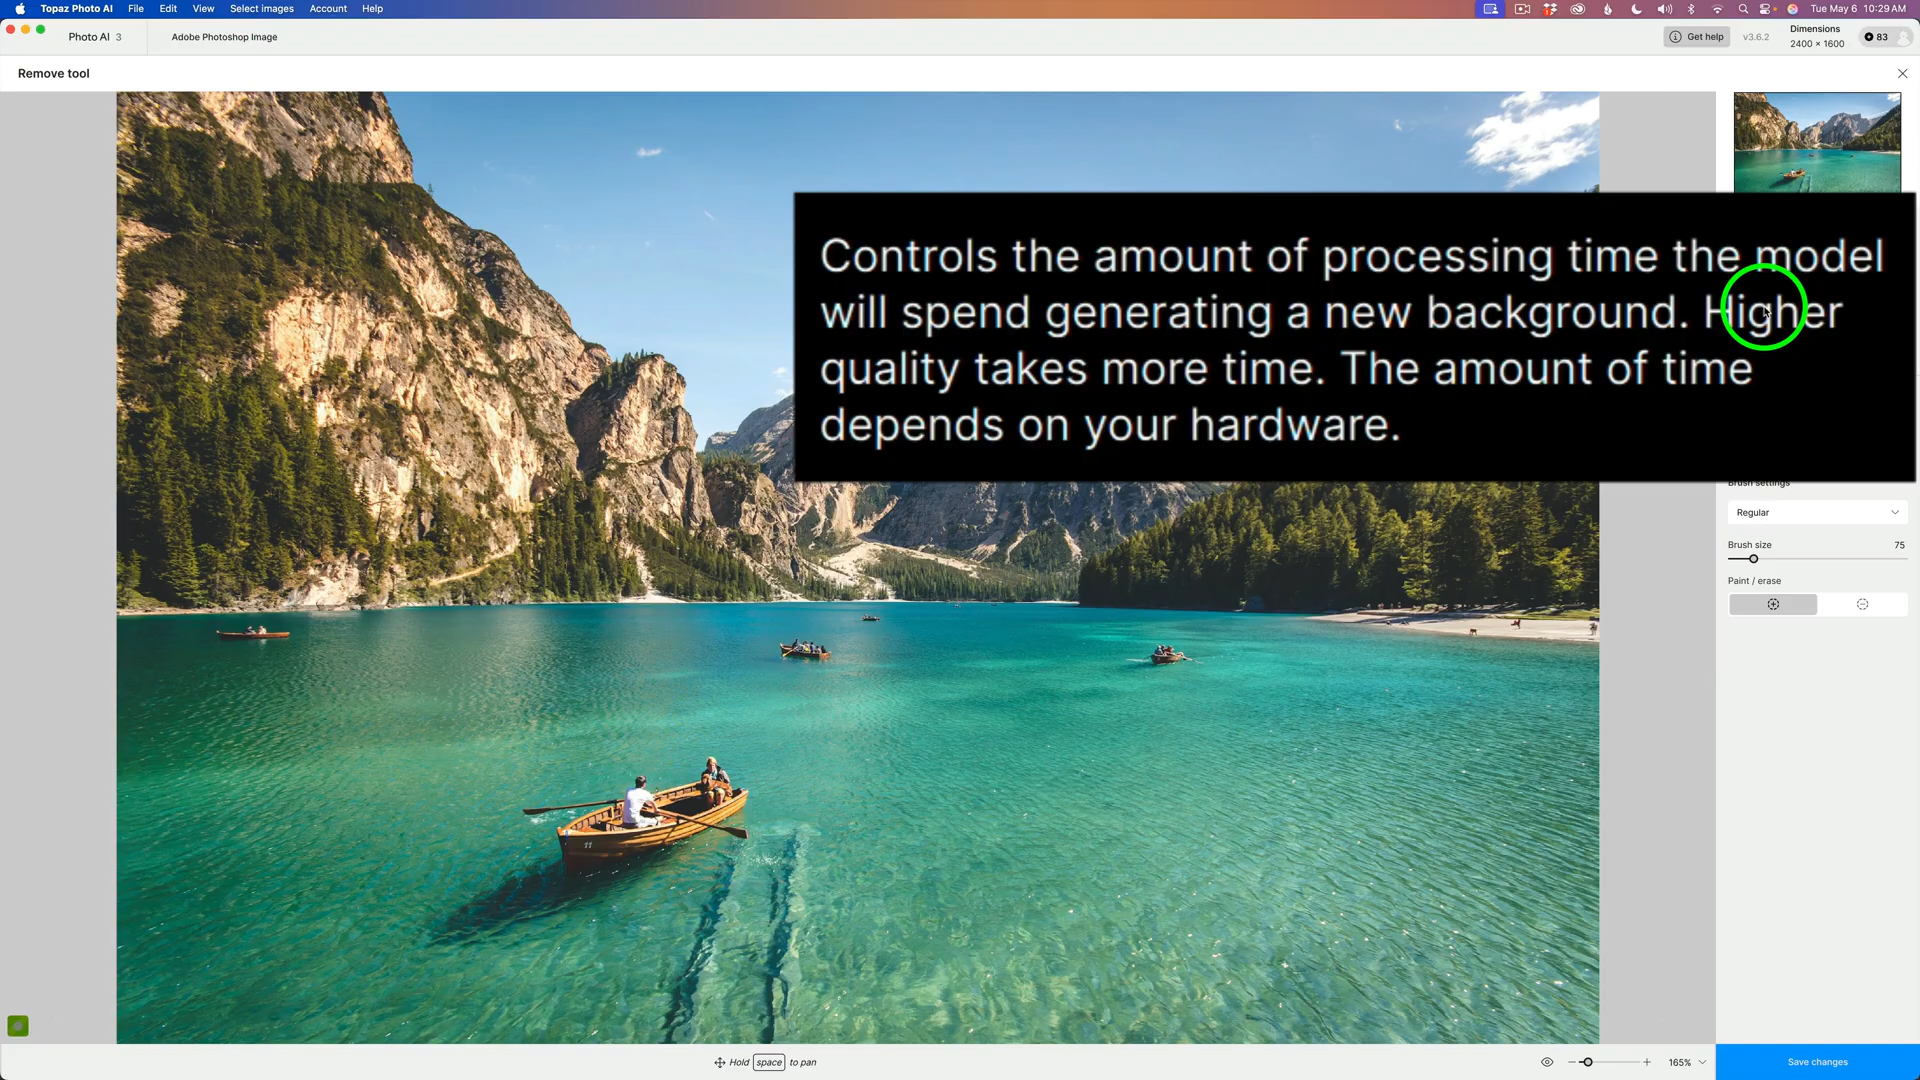 Topaz Photo AI File Edit View Select images Account Help Tue May 6 10:29 AM
Photo AI 3 Adobe Photoshop Image Get help v3.6.2 Dimensions 83
2400 × 1600
Remove tool
Controls the amount of processing time the model
will spend generating a new background. Higher
quality takes more time. The amount of time
depends on your hardware.
Brush settings
Regular
Brush size 75
Paint / erase
11
Hold space to pan 165% Save changes